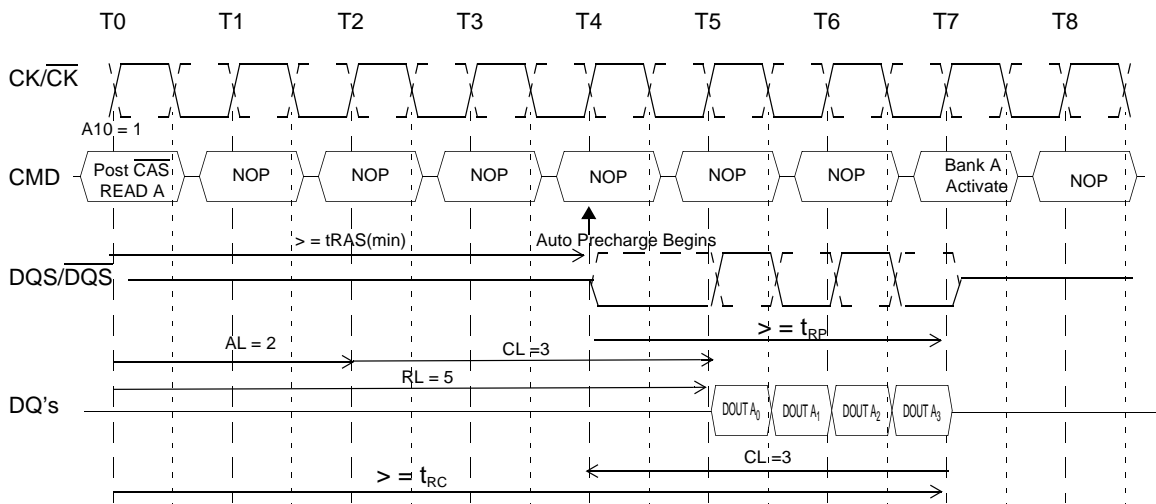 T0 T1 T2 T3 T4 T5 T6 T7 T8
CK/CK
A10 = 1
CMD Post CAS READ A NOP NOP NOP NOP NOP NOP Bank A Activate NOP
> = tRAS(min) Auto Precharge Begins
DQS/DQS
> = tRP
AL = 2 CL =3
RL = 5
DQ's DOUT A0 DOUT A1 DOUT A2 DOUT A3
CL =3
> = tRC